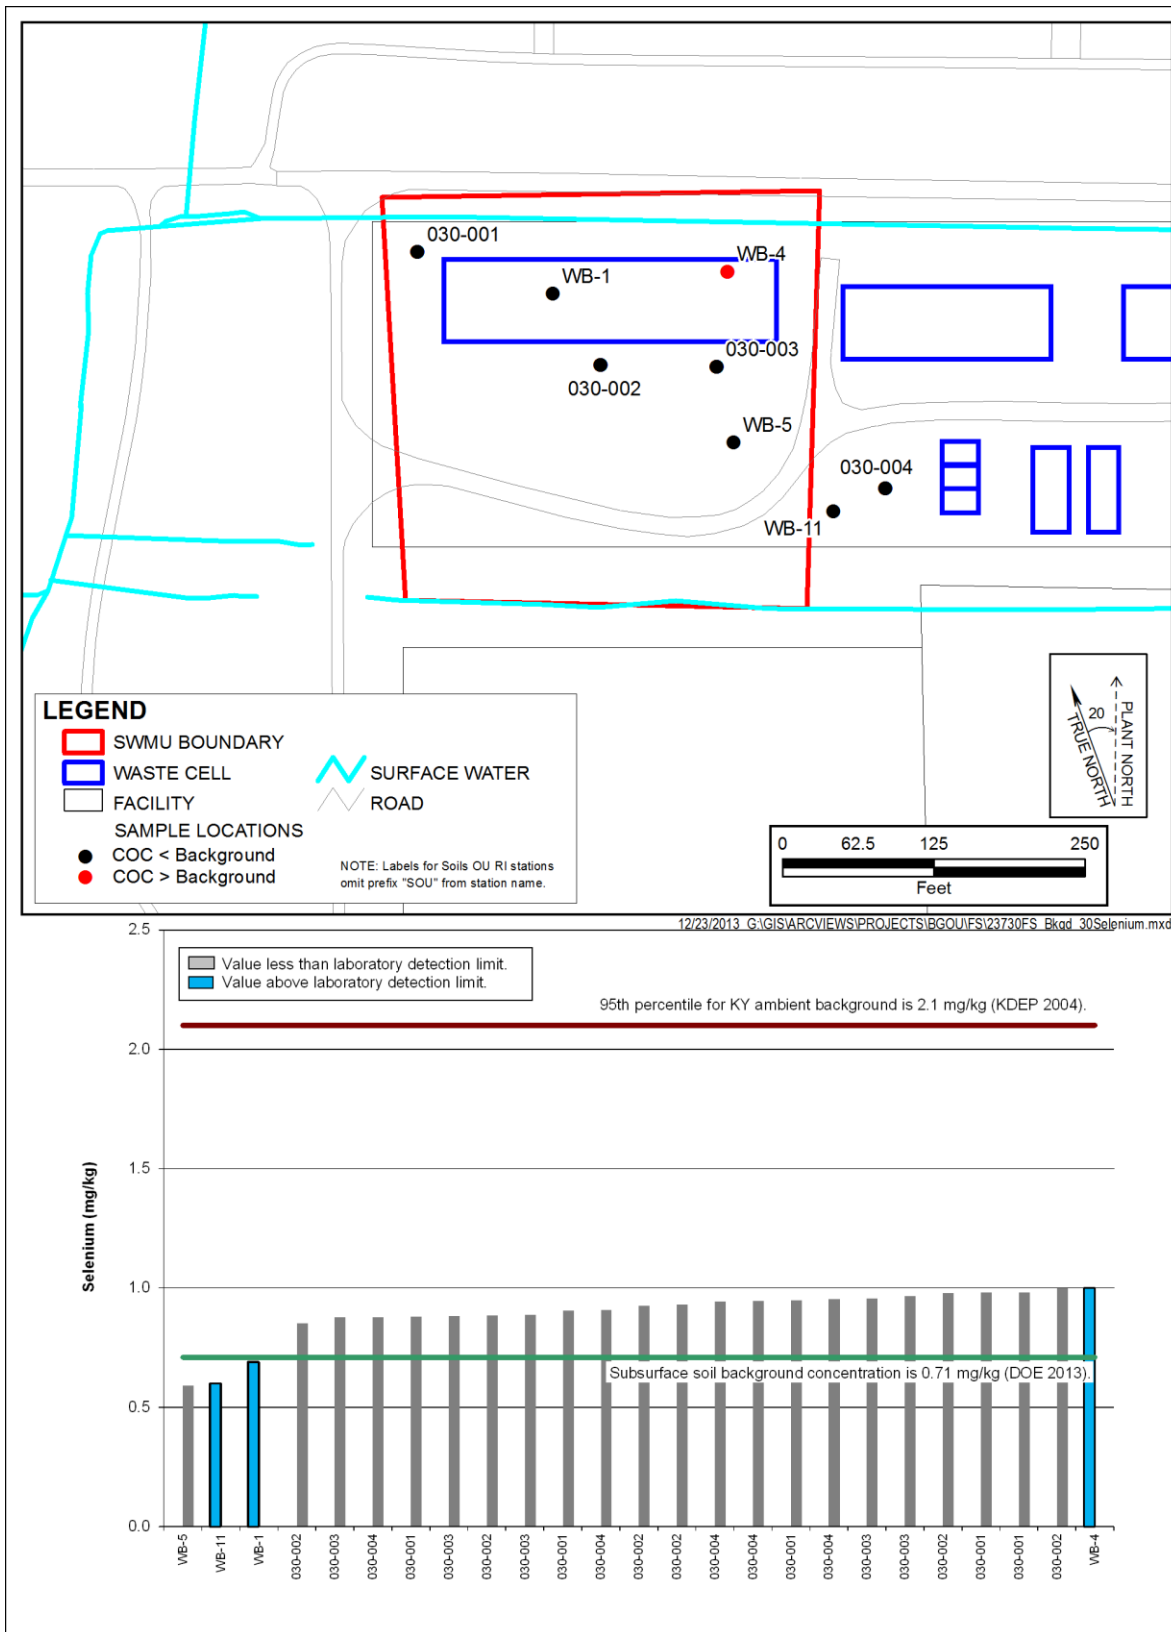 030-001
WB-4
WB-1
030-003
030-002
WB-5
030-004
WB-11
LEGEND
SWMU BOUNDARY
WASTE CELL
SURFACE WATER
FACILITY
ROAD
SAMPLE LOCATIONS
COC < Background
COC > Background
NOTE: Labels for Soils OU RI stations
omit prefix "SOU" from station name.
20
PLANT NORTH
TRUE NORTH
0 62.5 125 250
Feet
12/23/2013 G:\GIS\ARCVIEWS\PROJECTS\BGOU\FS\23730FS_Bkgd_30Selenium.mxd
2.5
Value less than laboratory detection limit.
Value above laboratory detection limit.
95th percentile for KY ambient background is 2.1 mg/kg (KDEP 2004).
2.0
1.5
Selenium (mg/kg)
1.0
Subsurface soil background concentration is 0.71 mg/kg (DOE 2013).
0.5
0.0
WB-5
WB-11
WB-1
030-002
030-003
030-004
030-001
030-003
030-002
030-003
030-001
030-004
030-002
030-002
030-004
030-004
030-001
030-004
030-003
030-003
030-002
030-001
030-001
030-002
WB-4